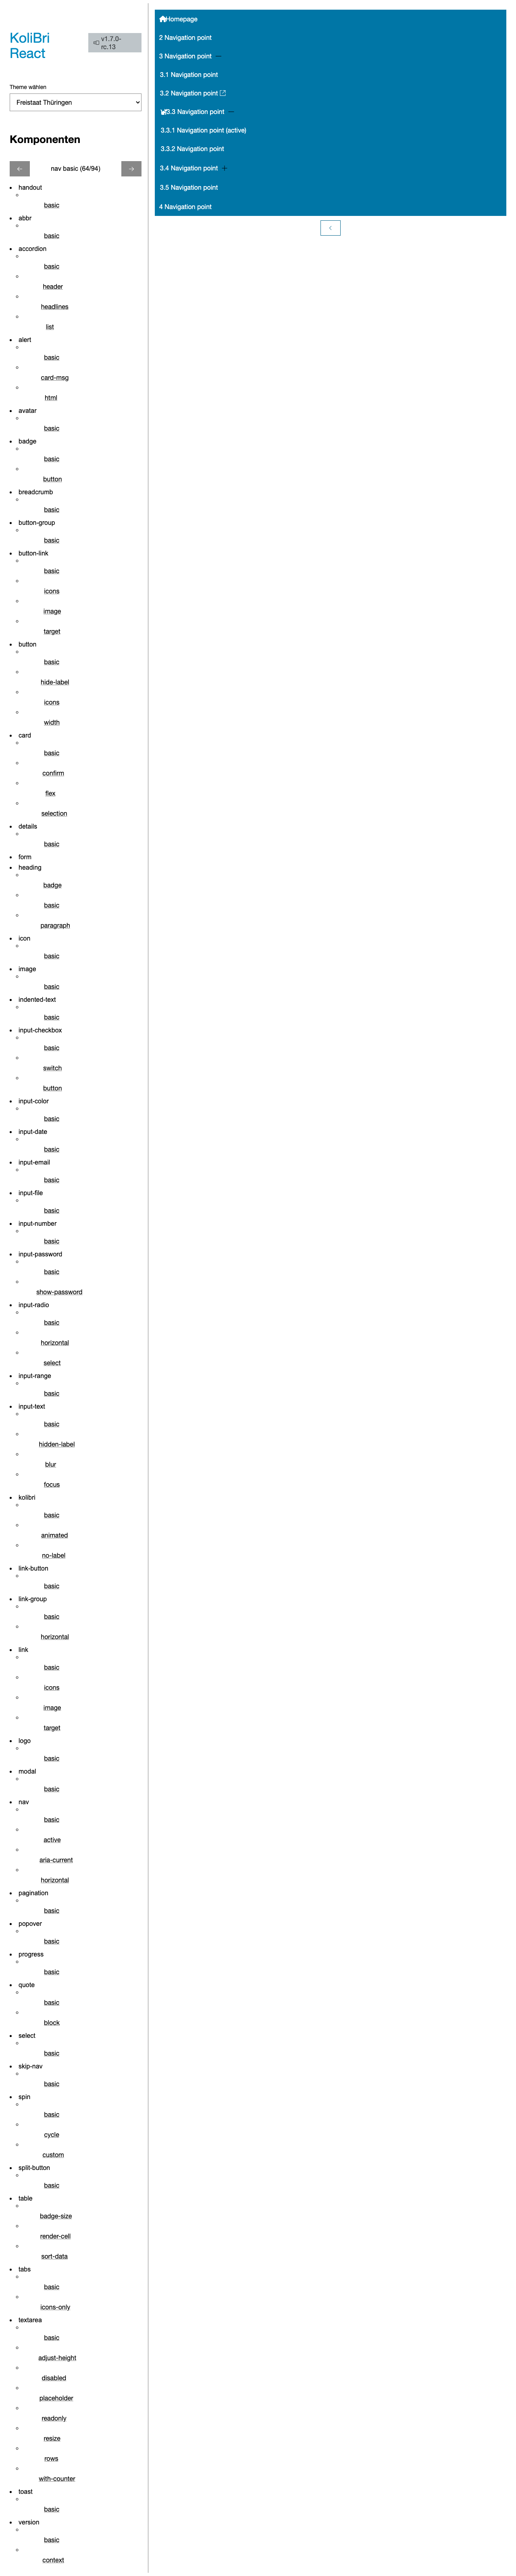 KoliBri
React
v1.7.0-
rc.13
Theme wählen
Freistaat Thüringen
Komponenten
nav basic (64/94)
handout
basic
abbr
basic
accordion
basic
header
headlines
list
alert
basic
card-msg
html
avatar
basic
badge
basic
button
breadcrumb
basic
button-group
basic
button-link
basic
icons
image
target
button
basic
hide-label
icons
width
card
basic
confirm
flex
selection
details
basic
form
heading
badge
basic
paragraph
icon
basic
image
basic
indented-text
basic
input-checkbox
basic
switch
button
input-color
basic
input-date
basic
input-email
basic
input-file
basic
input-number
basic
input-password
basic
show-password
input-radio
basic
horizontal
select
input-range
basic
input-text
basic
hidden-label
blur
focus
kolibri
basic
animated
no-label
link-button
basic
link-group
basic
horizontal
link
basic
icons
image
target
logo
basic
modal
basic
nav
basic
active
aria-current
horizontal
pagination
basic
popover
basic
progress
basic
quote
basic
block
select
basic
skip-nav
basic
spin
basic
cycle
custom
split-button
basic
table
badge-size
render-cell
sort-data
tabs
basic
icons-only
textarea
basic
adjust-height
disabled
placeholder
readonly
resize
rows
with-counter
toast
basic
version
basic
context
Homepage
2 Navigation point
3 Navigation point
3.1 Navigation point
3.2 Navigation point
3.3 Navigation point
3.3.1 Navigation point (active)
3.3.2 Navigation point
3.4 Navigation point
3.5 Navigation point
4 Navigation point